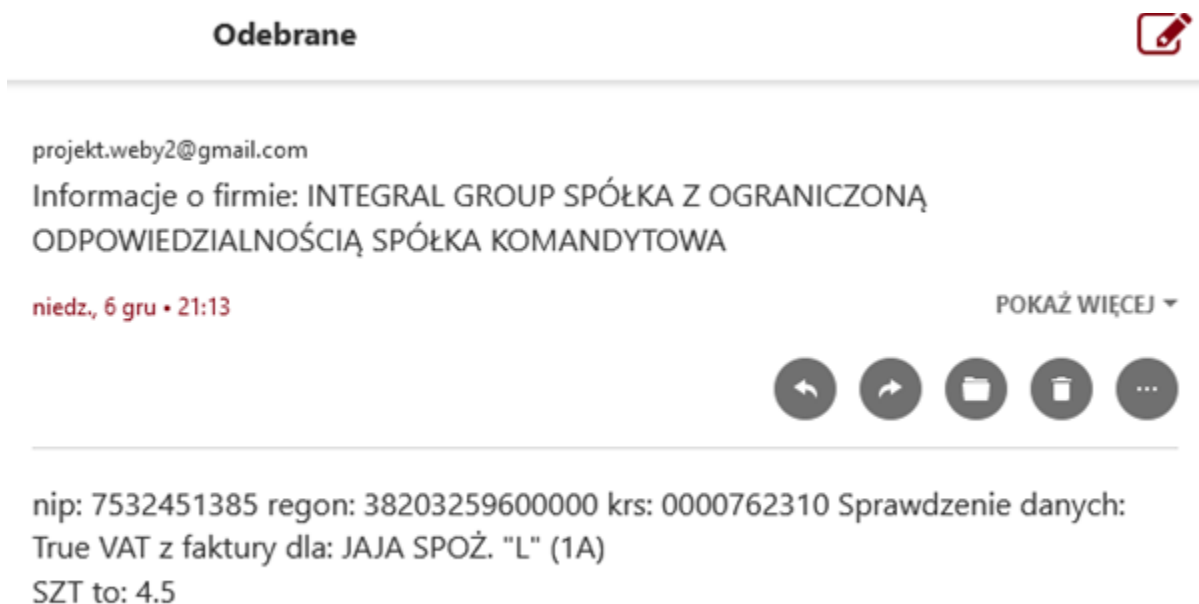 Odebrane
projekt.weby2@gmail.com
Informacje o firmie: INTEGRAL GROUP SPÓŁKA Z OGRANICZONĄ
ODPOWIEDZIALNOŚCIĄ SPÓŁKA KOMANDYTOWA
niedz., 6 gru • 21:13
POKAŻ WIĘCEJ
nip: 7532451385 regon: 38203259600000 krs: 0000762310 Sprawdzenie danych:
True VAT z faktury dla: JAJA SPOŻ. "L" (1A)
SZT to: 4.5